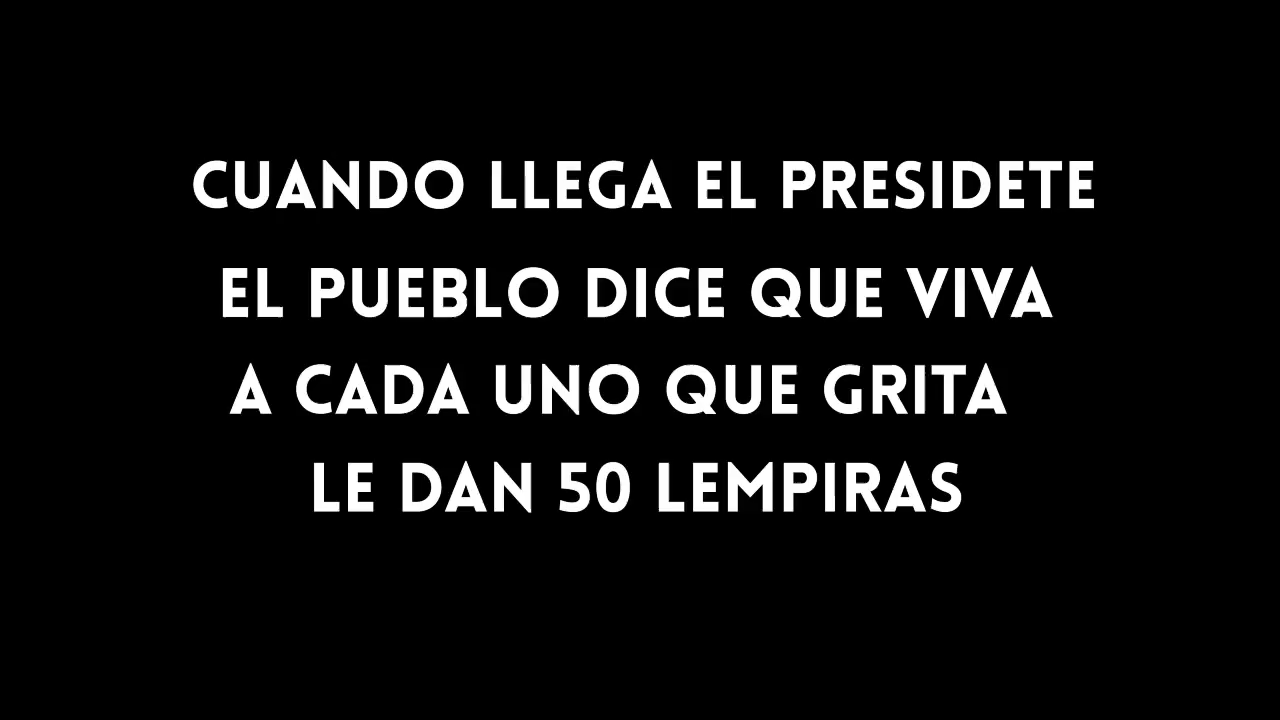 CUANDO LLEGA EL PRESIDETE
EL PUEBLO DICE QUE VIVA
A CADA UNO QUE GRITA
LE DAN 50 LEMPIRAS